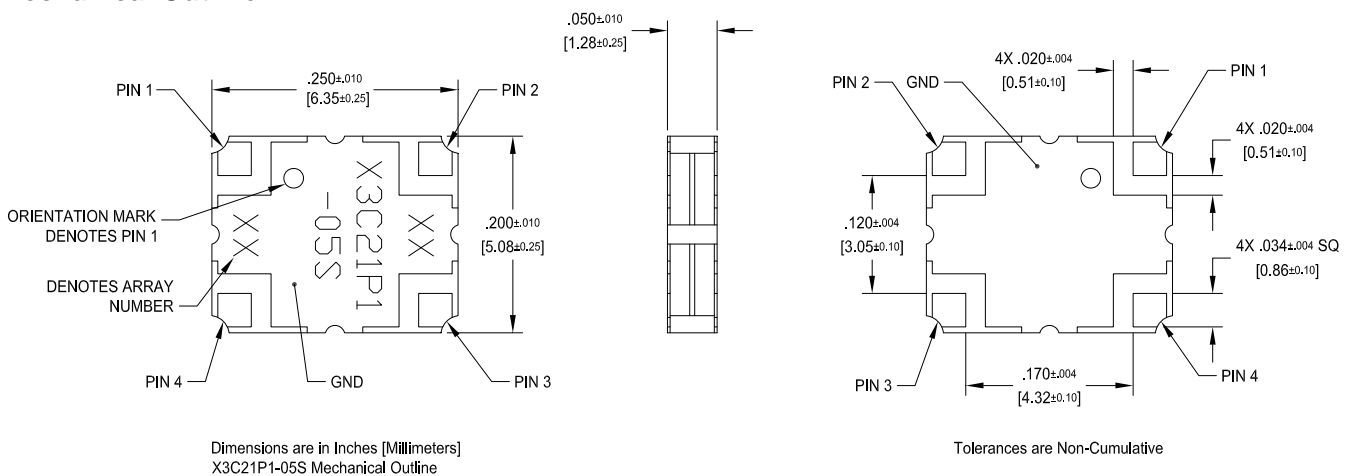 .050±.010
[1.28±0.25]
.250±.010
[6.35±0.25]
PIN 1
PIN 2
4X .020±.004
[0.51±0.10]
PIN 2
GND
PIN 1
4X .020±.004
[0.51±0.10]
ORIENTATION MARK
DENOTES PIN 1
XX
X3C21P1
-05S
XX
.200±.010
[5.08±0.25]
.120±.004
[3.05±0.10]
4X .034±.004 SQ
[0.86±0.10]
DENOTES ARRAY
NUMBER
PIN 4
GND
PIN 3
PIN 3
.170±.004
[4.32±0.10]
PIN 4
Dimensions are in Inches [Millimeters]
X3C21P1-05S Mechanical Outline
Tolerances are Non-Cumulative